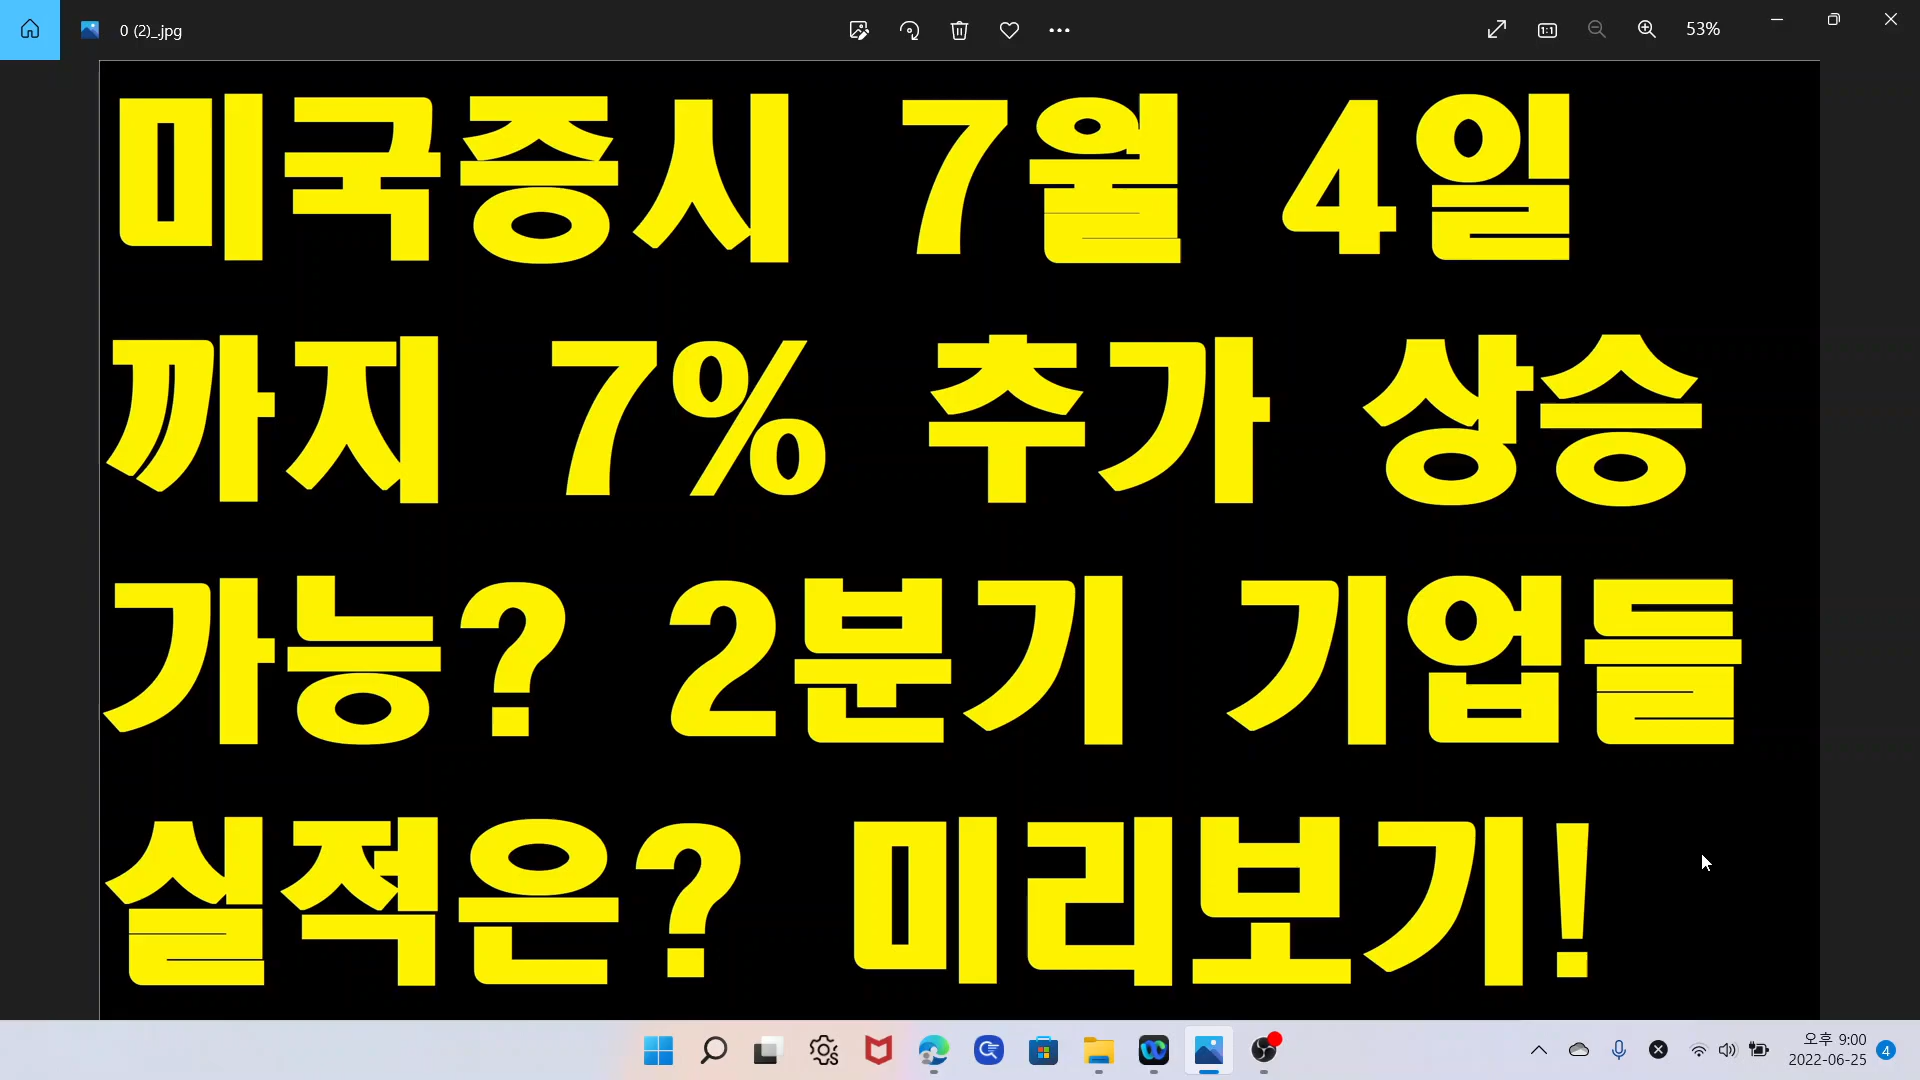 0 (2)_.jpg
53%
미국증시 7월 4일
까지 7% 추가 상승
가능? 2분기 기업들
실적은? 미리보기!
오후 9:00
2022-06-25
4